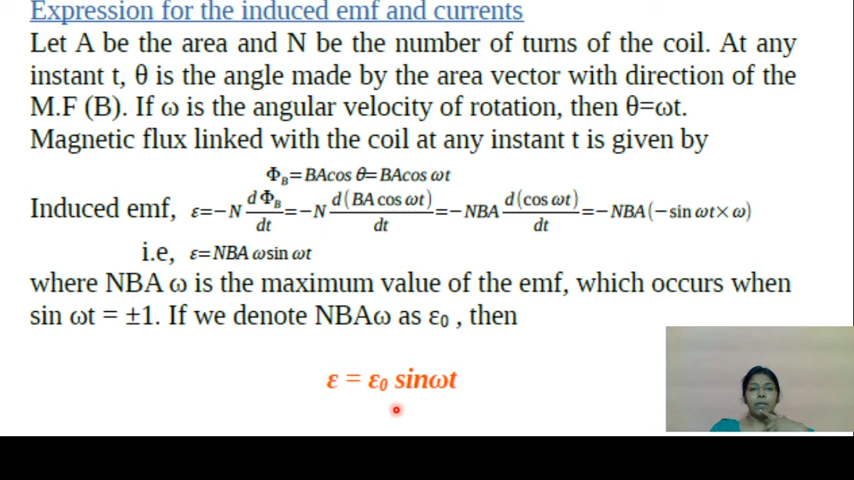 Expression for the induced emf and currents
Let A be the area and N be the number of turns of the coil. At any
instant t, θ is the angle made by the area vector with direction of the
M.F (B). If ω is the angular velocity of rotation, then θ=ωt.
Magnetic flux linked with the coil at any instant t is given by
Φ_B=BAcos θ=BAcos ωt
Induced emf, ε=−N dΦ_B/dt=−N d(BA cos ωt)/dt=−NBA d(cos ωt)/dt=−NBA(−sin ωt×ω)
i.e, ε=NBA ωsin ωt
where NBA ω is the maximum value of the emf, which occurs when
sin ωt = ±1. If we denote NBAω as ε₀ , then
ε = ε₀ sinωt